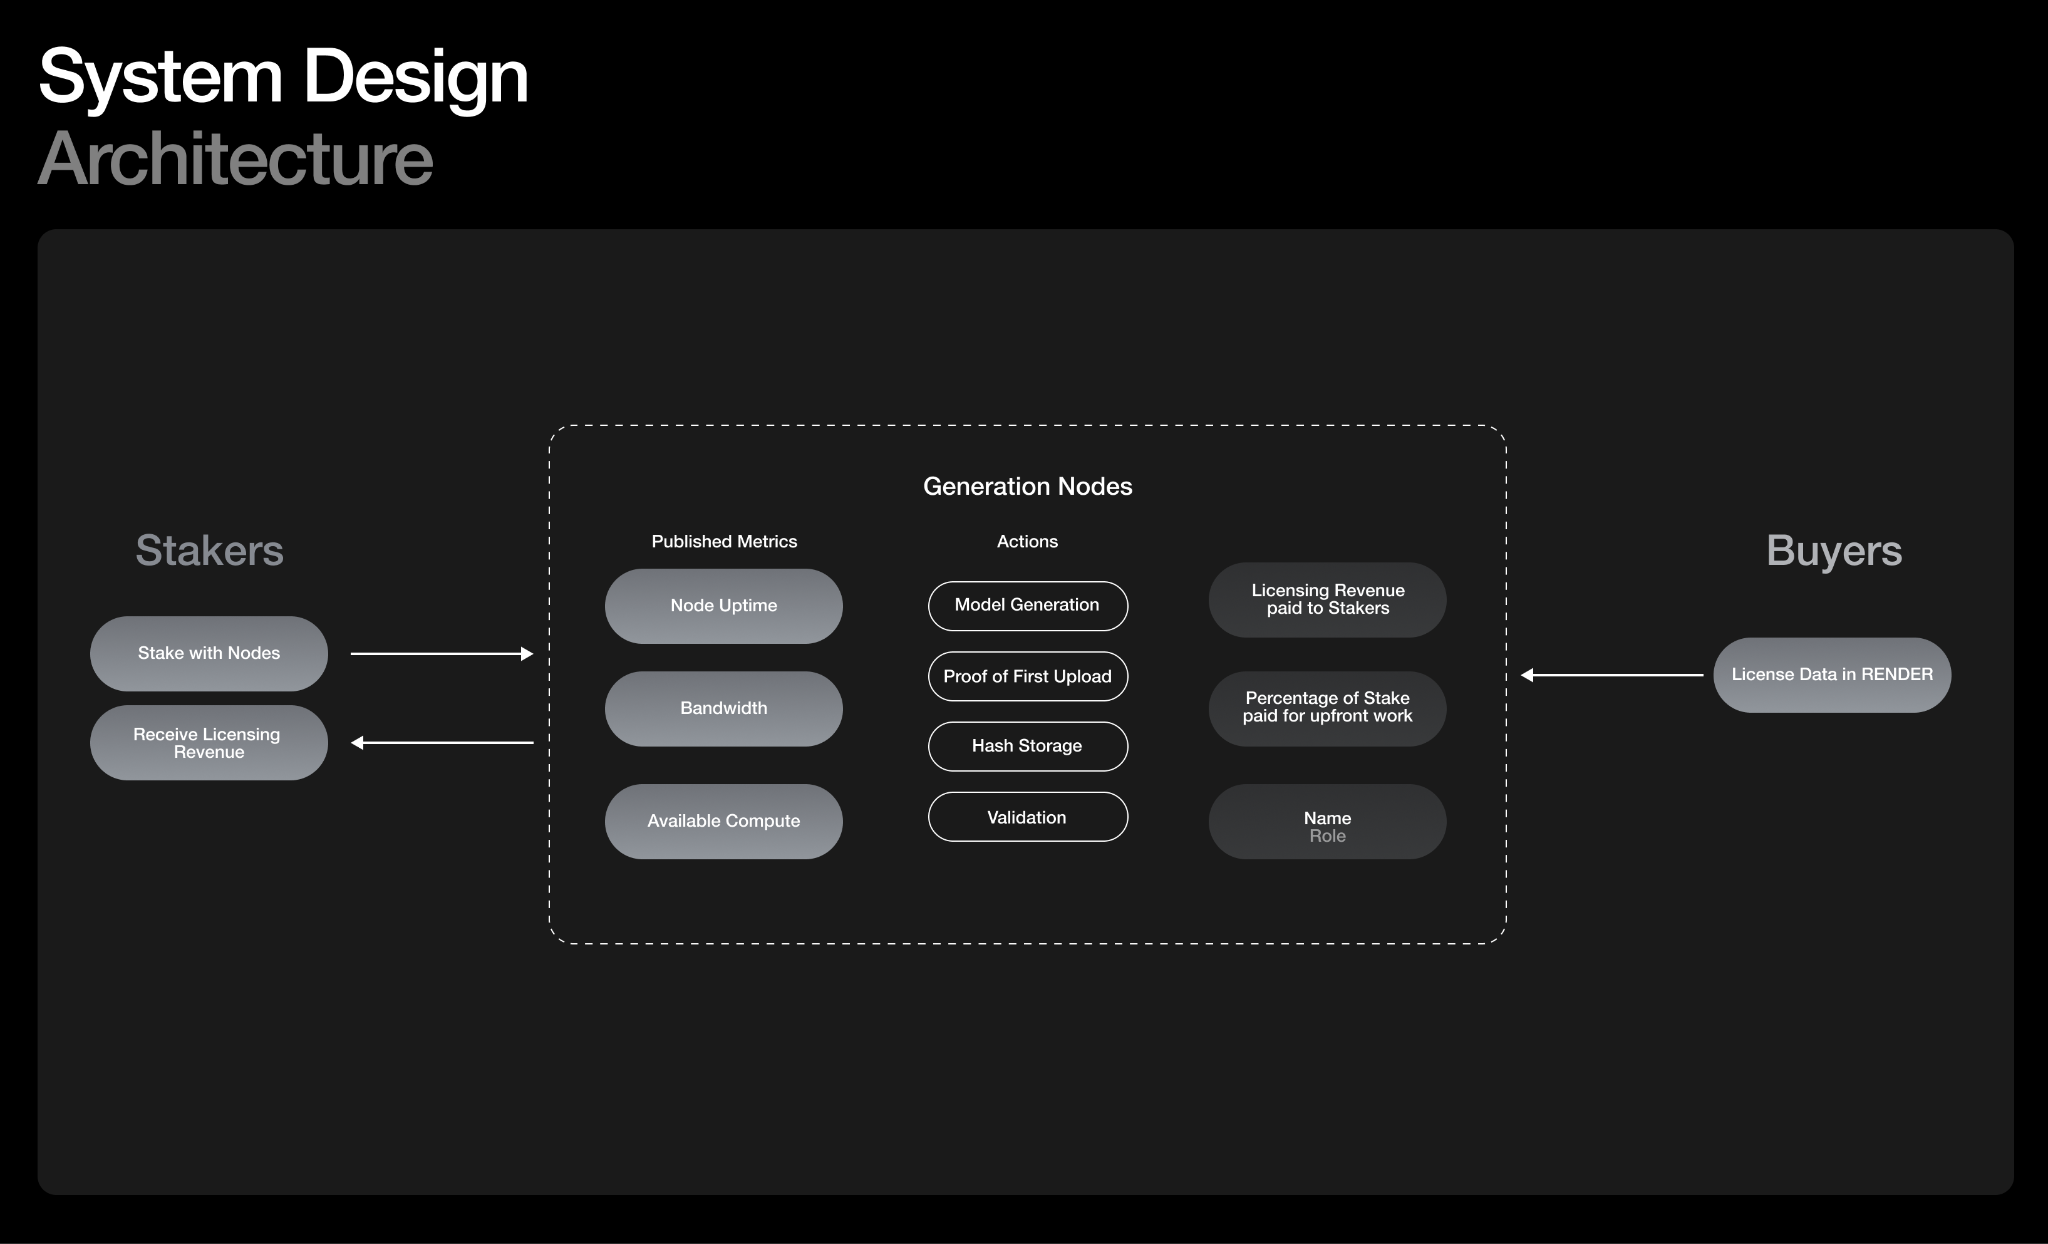 System Design
Architecture
Stakers
Stake with Nodes
Receive Licensing
Revenue
Generation Nodes
Published Metrics
Node Uptime
Bandwidth
Available Compute
Actions
Model Generation
Proof of First Upload
Hash Storage
Validation
Licensing Revenue
paid to Stakers
Percentage of Stake
paid for upfront work
Name
Role
Buyers
License Data in RENDER